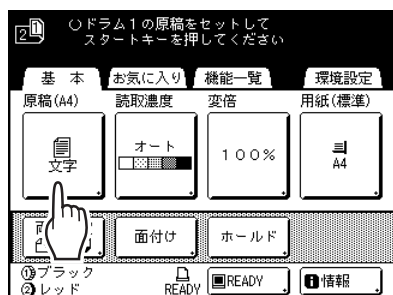 2 1 ○ドラム１の原稿をセットして
スタートキーを押してください
基本 お気に入り 機能一覧 環境設定
原稿(A4) 読取濃度 変倍 用紙(標準)
文字 オート １００% A4
面付け ホールド
①ブラック
②レッド READY READY 情報